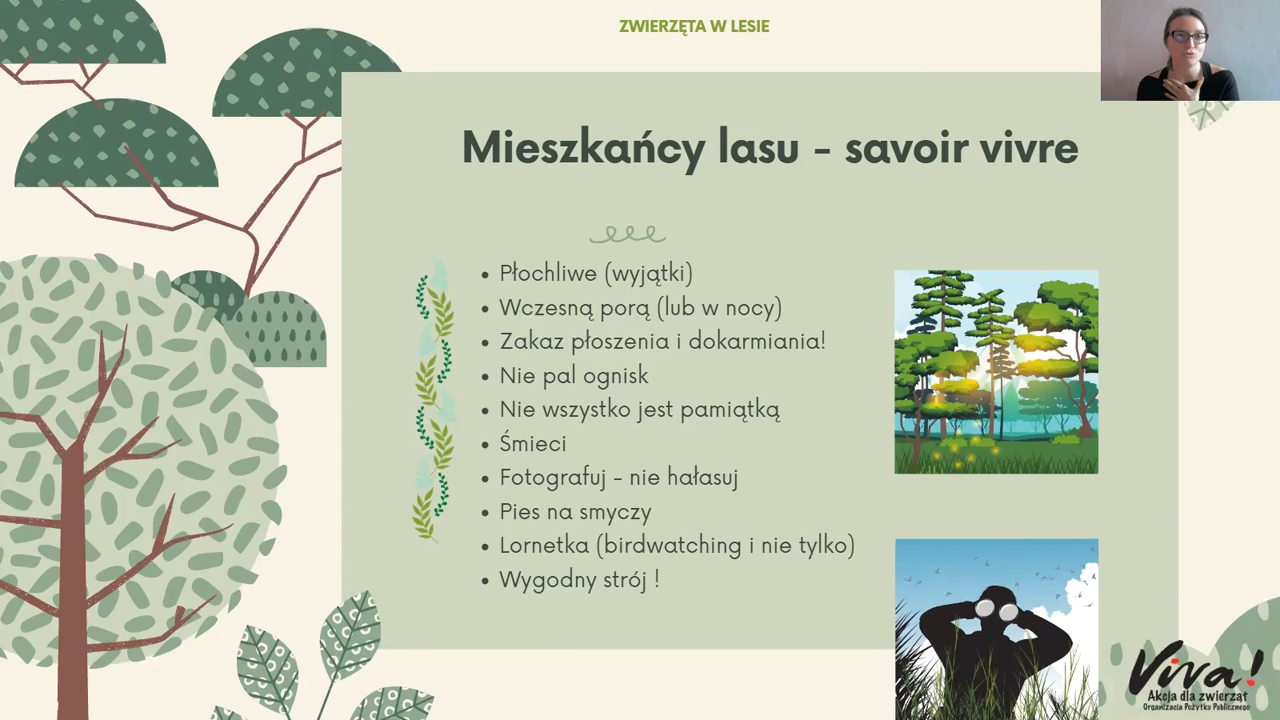 ZWIERZĘTA W LESIE
Mieszkańcy lasu - savoir vivre
• Płochliwe (wyjątki)
• Wczesną porą (lub w nocy)
• Zakaz płoszenia i dokarmiania!
• Nie pal ognisk
• Nie wszystko jest pamiątką
• Śmieci
• Fotografuj - nie hałasuj
• Pies na smyczy
• Lornetka (birdwatching i nie tylko)
• Wygodny strój !
Viva!
Akcja dla zwierząt
Organizacja Pożytku Publicznego